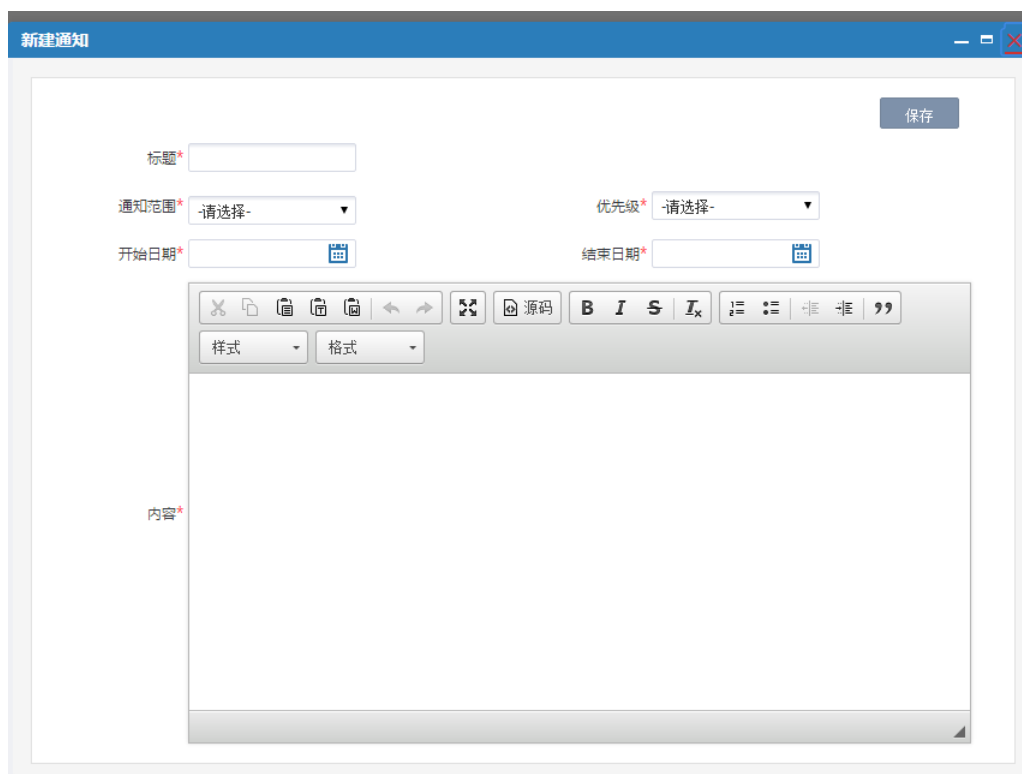 新建通知
保存
标题*
通知范围* -请选择- 优先级* -请选择-
开始日期* 结束日期*
源码 B I S Ix
样式 格式
内容*